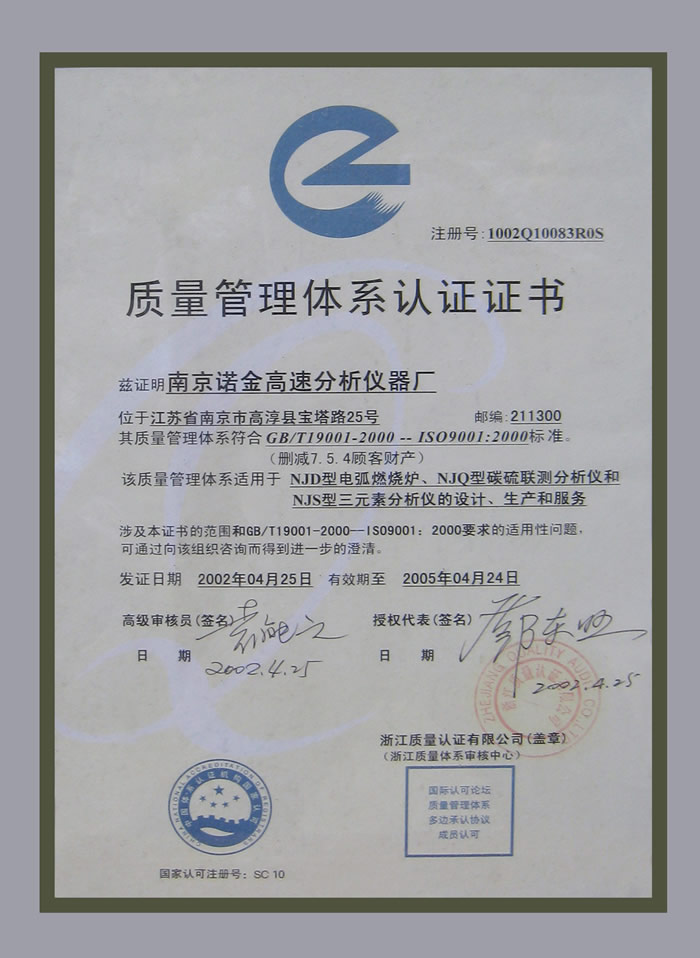 注册号:1002Q10083R0S
质量管理体系认证证书
兹证明南京诺金高速分析仪器厂
位于江苏省南京市高淳县宝塔路25号 邮编:211300
其质量管理体系符合GB/T19001-2000 -- ISO9001:2000标准。
（删减7.5.4顾客财产）
该质量管理体系适用于 NJD型电弧燃烧炉、NJQ型碳硫联测分析仪和
NJS型三元素分析仪的设计、生产和服务
涉及本证书的范围和GB/T19001-2000--ISO9001: 2000要求的适用性问题，
可通过向该组织咨询而得到进一步的澄清。
发证日期 2002年04月25日 有效期至 2005年04月24日
高级审核员(签名) 授权代表(签名)
日 期 2002.4.25 日 期 2002.4.25
ZHEJIANG QUALITY AUDIT CO.LTD
浙江质量认证有限公司(盖章)
（浙江质量体系审核中心）
CHINA NATIONAL ACCREDITATION OF REGISTRARS
国际认可论坛
质量管理体系
多边承认协议
成员认可
国家认可注册号: SC 10